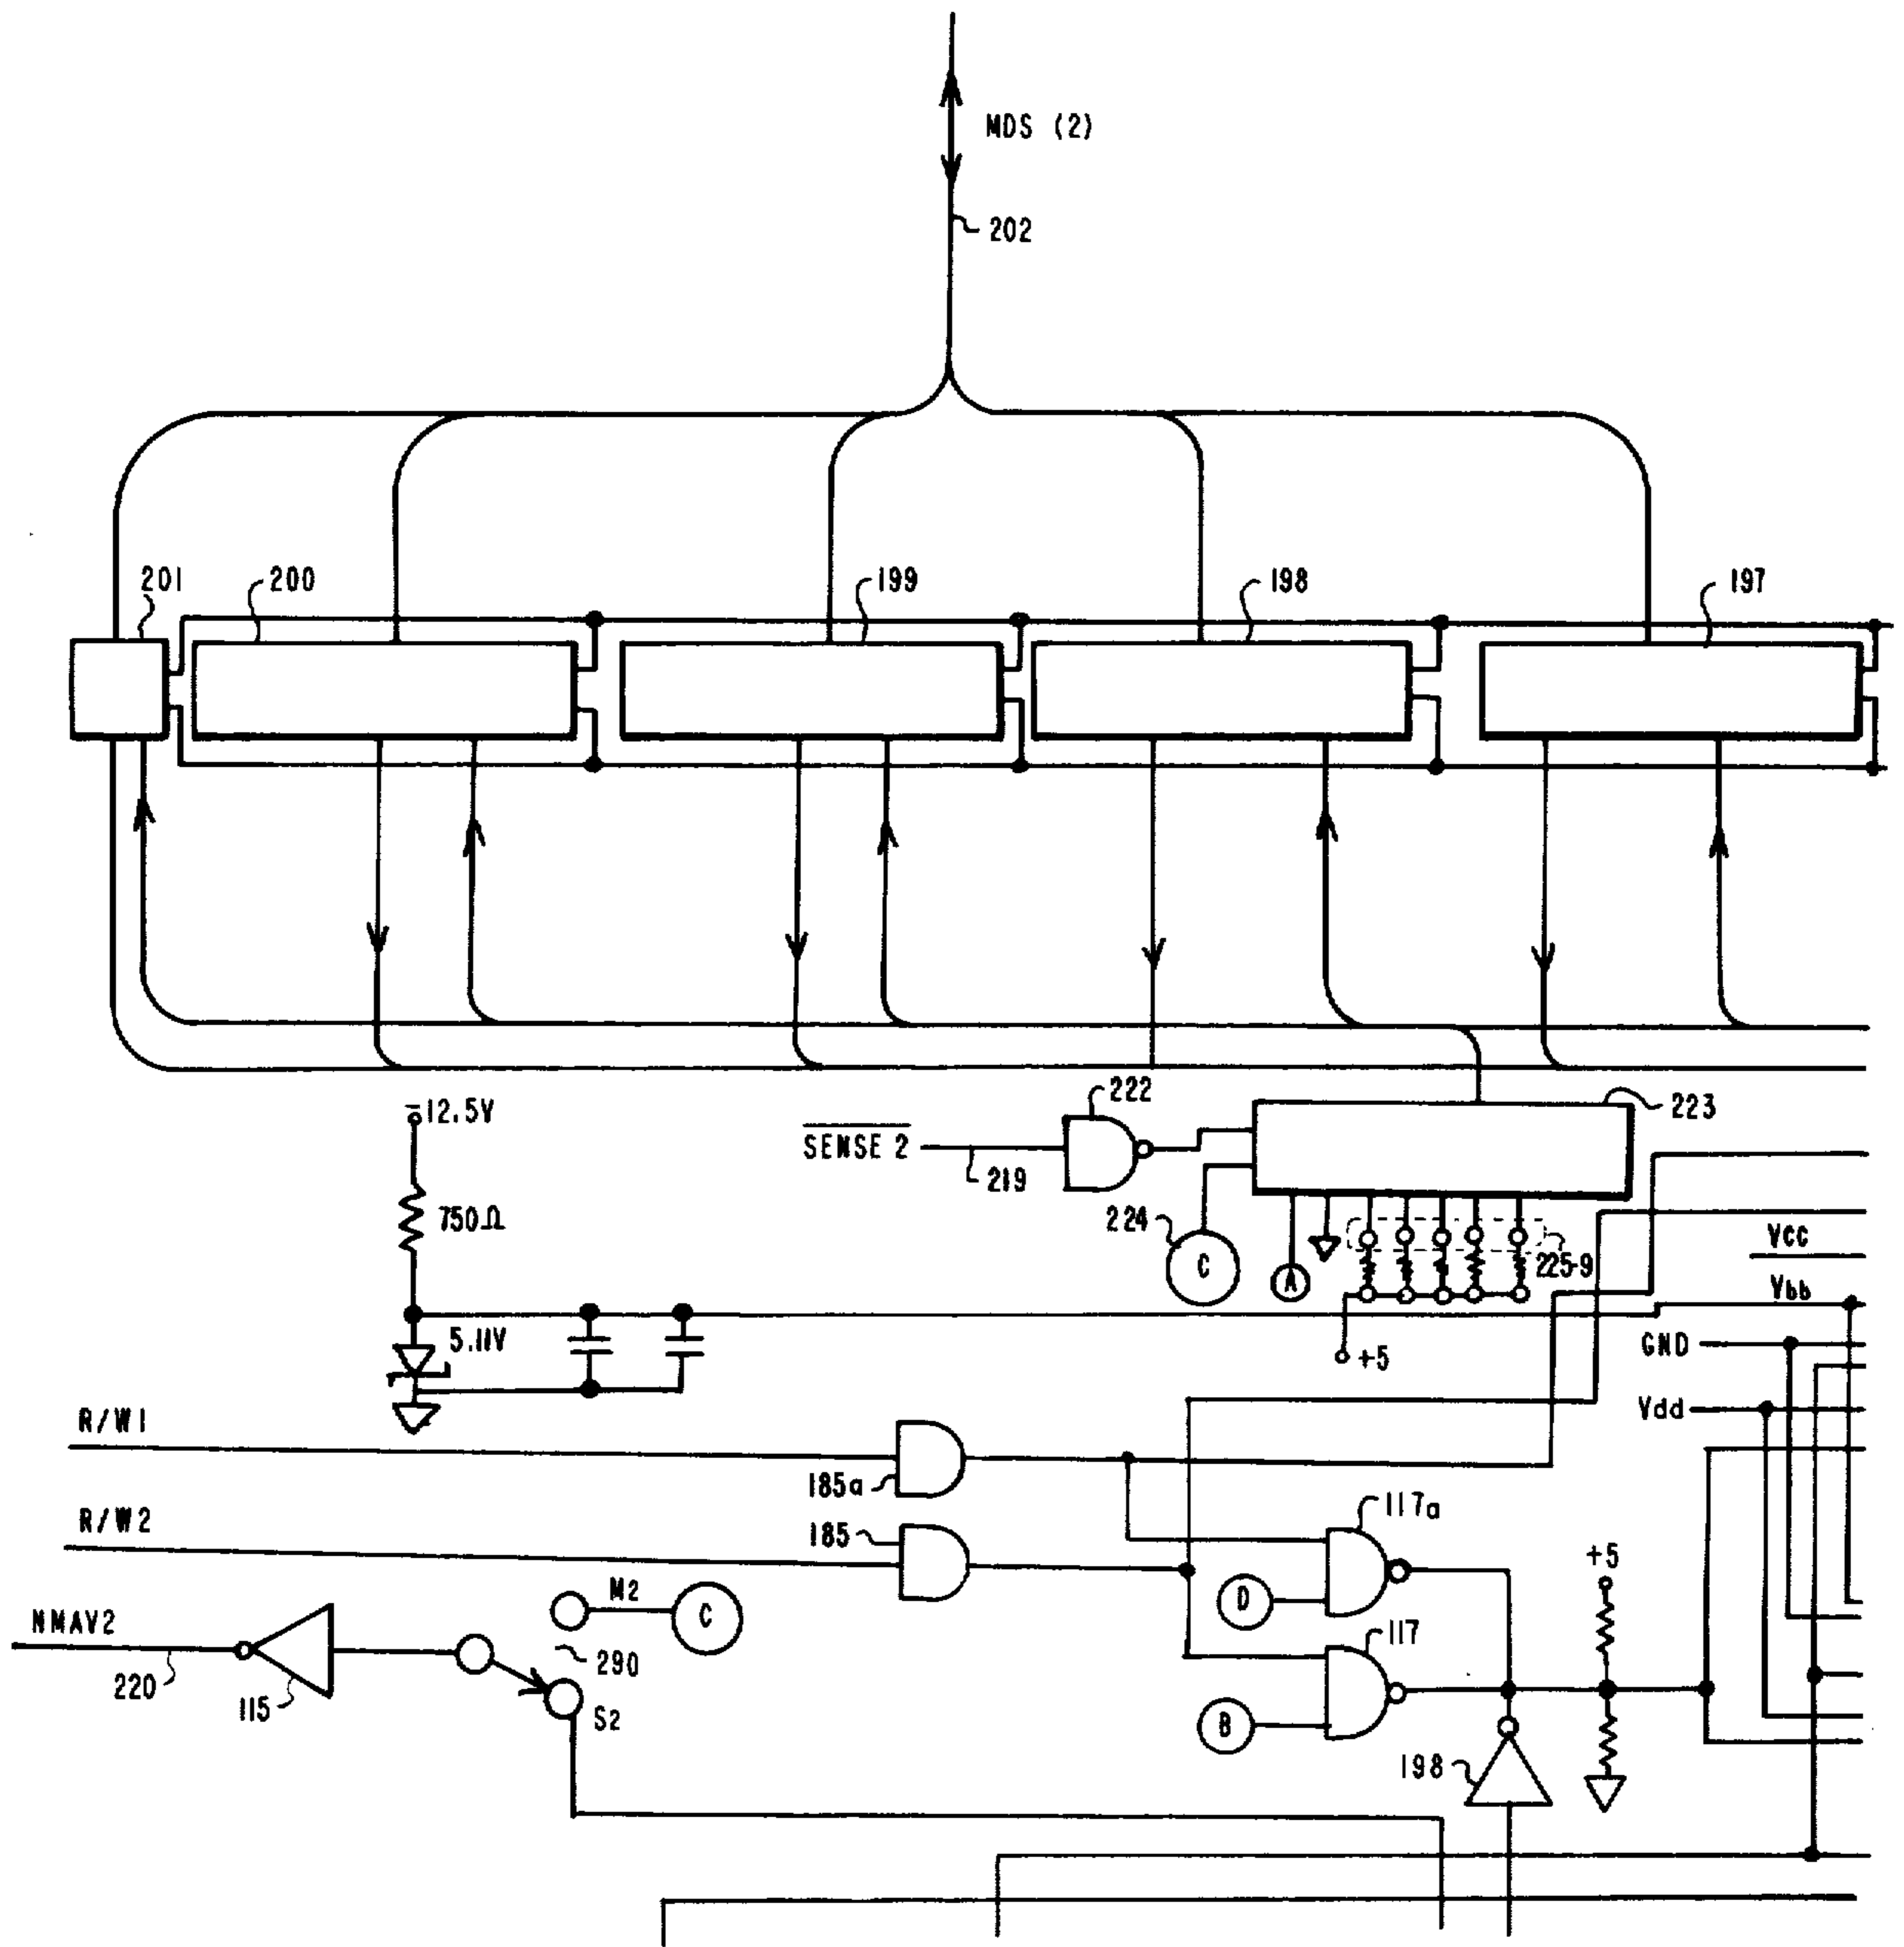 MDS (2)
202
201
200
199
198
197
222
223
–12.5V
SENSE 2
219
750Ω
224
C
A
225-9
VCC
Vbb
5.11V
+5
GND
Vdd
R/W1
185a
R/W2
185
117a
+5
M2
C
D
NMAV2
290
117
220
115
S2
B
198